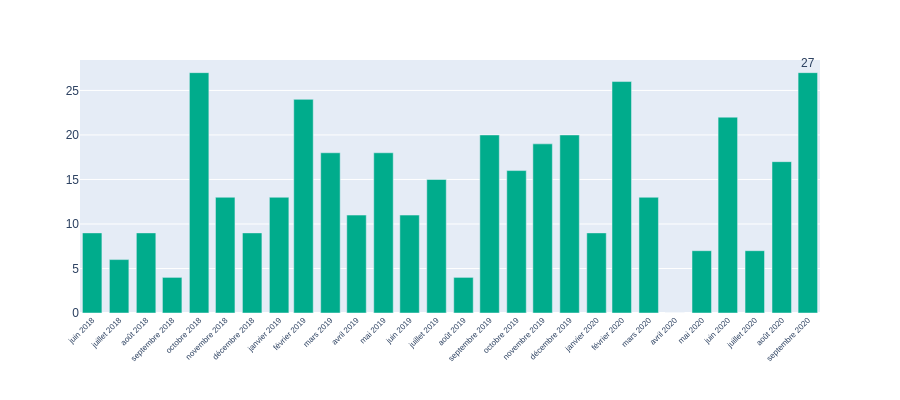 27
25
20
15
10
5
0
juin 2018
juillet 2018
août 2018
septembre 2018
octobre 2018
novembre 2018
décembre 2018
janvier 2019
février 2019
mars 2019
avril 2019
mai 2019
juin 2019
juillet 2019
août 2019
septembre 2019
octobre 2019
novembre 2019
décembre 2019
janvier 2020
février 2020
mars 2020
avril 2020
mai 2020
juin 2020
juillet 2020
août 2020
septembre 2020